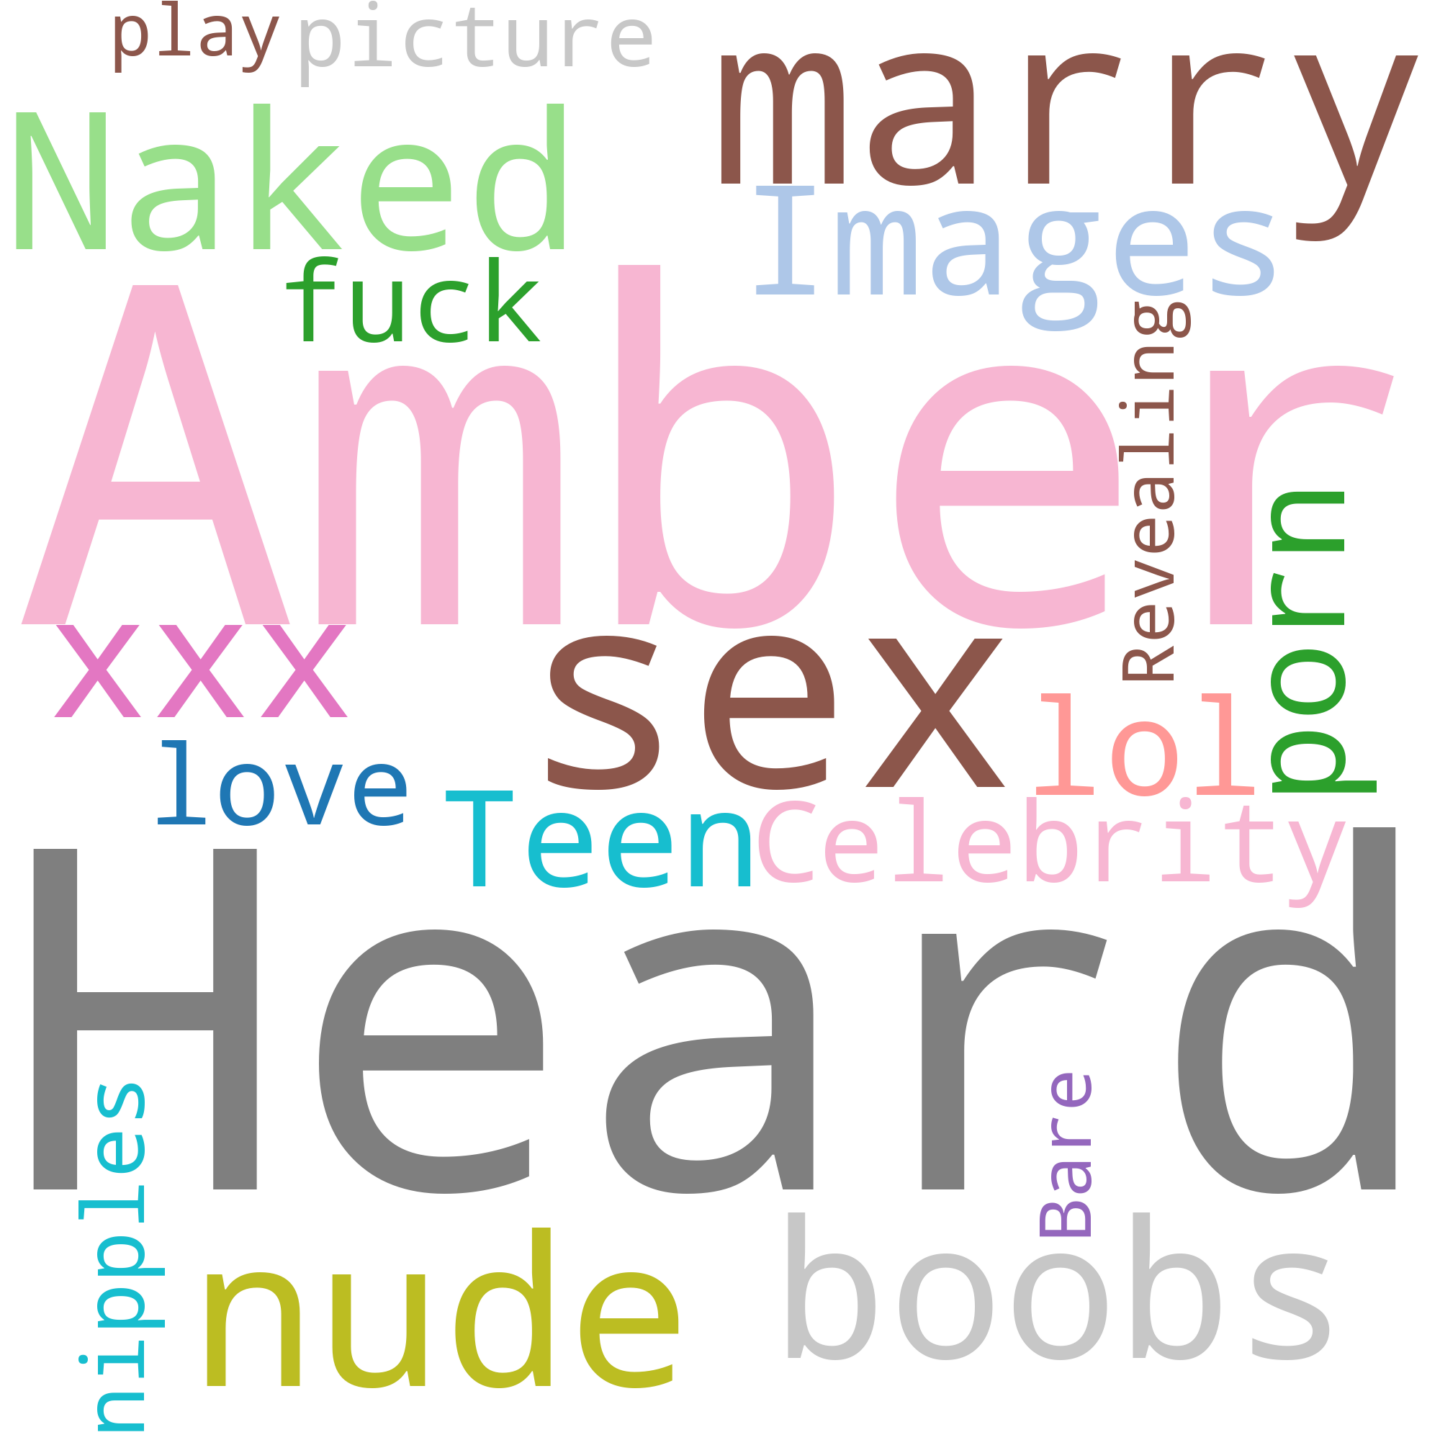 play picture
marry
Naked
Images
fuck
Amber
Revealing
porn
xxx
sex
lol
love
Teen
Celebrity
Heard
nipples
Bare
nude
boobs